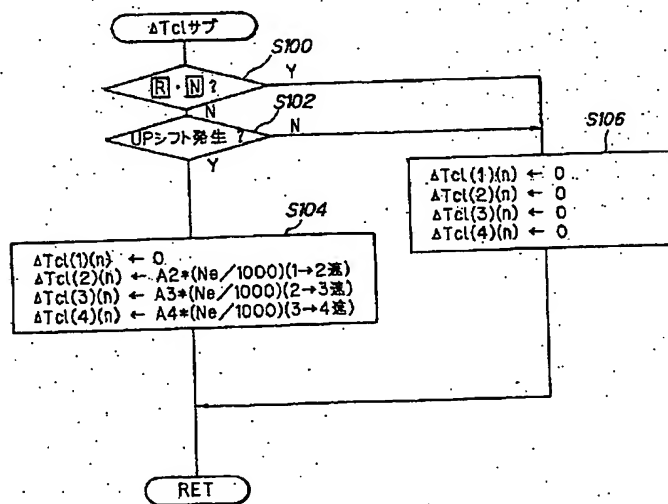 ΔTclサブ
S100
R・N?
Y
N
S102
UPシフト発生?
N
Y
S106
ΔTcl(1)(n) ← 0
ΔTcl(2)(n) ← 0
ΔTcl(3)(n) ← 0
ΔTcl(4)(n) ← 0
S104
ΔTcl(1)(n) ← 0
ΔTcl(2)(n) ← A2*(Ne/1000)(1→2速)
ΔTcl(3)(n) ← A3*(Ne/1000)(2→3速)
ΔTcl(4)(n) ← A4*(Ne/1000)(3→4速)
RET